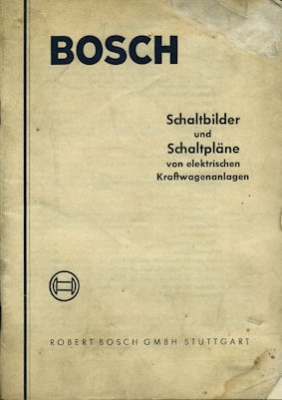 BOSCH
Schaltbilder
und
Schaltpläne
von elektrischen
Kraftwagenanlagen
ROBERT BOSCH GMBH STUTTGART